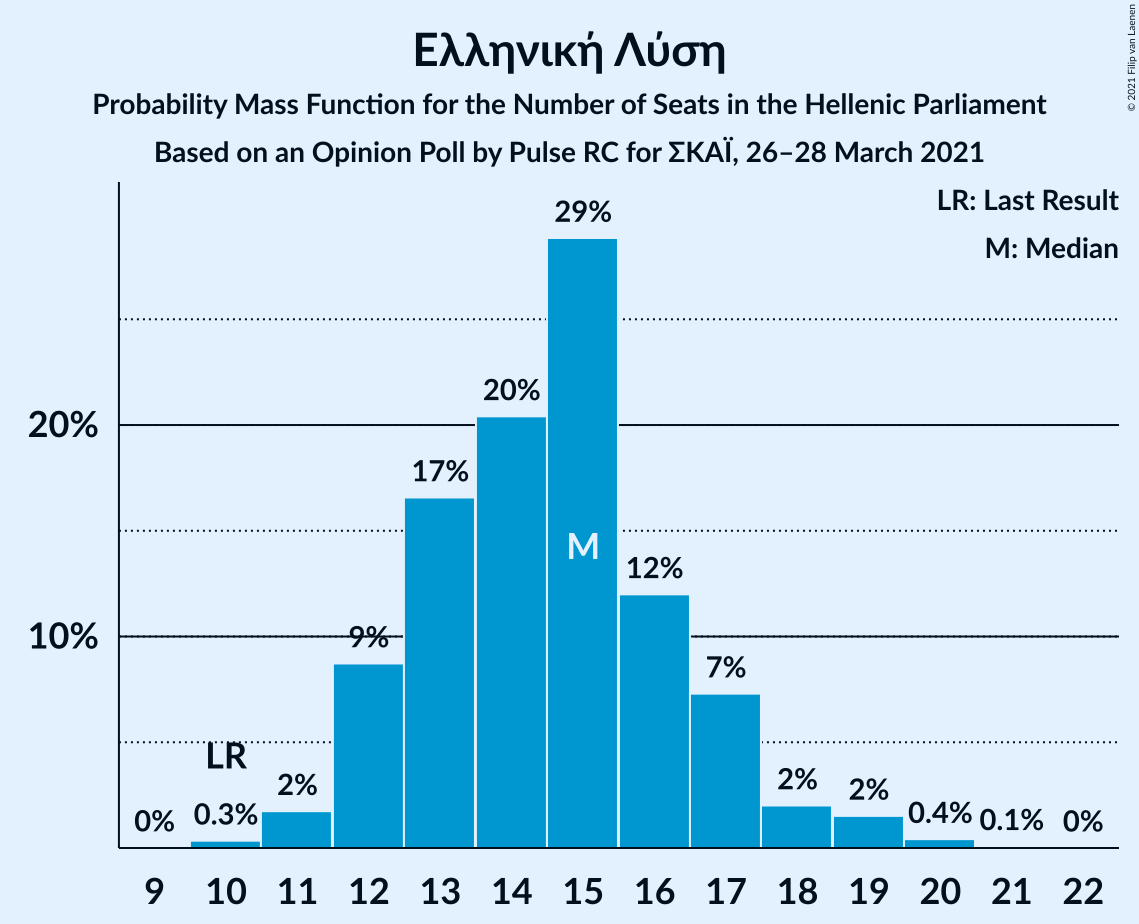 Ελληνική Λύση
Probability Mass Function for the Number of Seats in the Hellenic Parliament
Based on an Opinion Poll by Pulse RC for ΣΚΑΪ, 26–28 March 2021
© 2021 Filip van Laenen
LR: Last Result
M: Median
29%
20%
20%
17%
M
12%
10%
9%
7%
LR
2%
2%
2%
0%
0.3%
0.4%
0.1%
0%
9 10 11 12 13 14 15 16 17 18 19 20 21 22